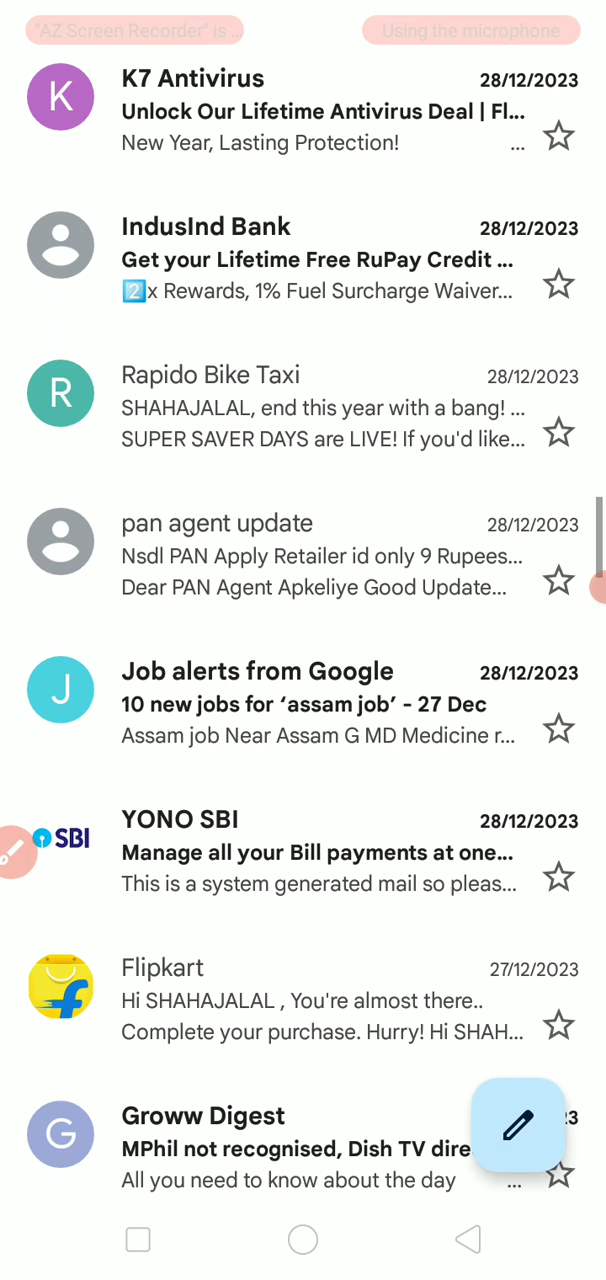 "AZ Screen Recorder" is ...
Using the microphone
K
K7 Antivirus
28/12/2023
Unlock Our Lifetime Antivirus Deal | Fl...
New Year, Lasting Protection! ...
IndusInd Bank
28/12/2023
Get your Lifetime Free RuPay Credit ...
2️⃣x Rewards, 1% Fuel Surcharge Waiver...
R
Rapido Bike Taxi
28/12/2023
SHAHAJALAL, end this year with a bang! ...
SUPER SAVER DAYS are LIVE! If you'd like...
pan agent update
28/12/2023
Nsdl PAN Apply Retailer id only 9 Rupees...
Dear PAN Agent Apkeliye Good Update...
J
Job alerts from Google
28/12/2023
10 new jobs for ‘assam job’ - 27 Dec
Assam job Near Assam G MD Medicine r...
SBI
YONO SBI
28/12/2023
Manage all your Bill payments at one...
This is a system generated mail so pleas...
Flipkart
27/12/2023
Hi SHAHAJALAL , You're almost there..
Complete your purchase. Hurry! Hi SHAH...
G
Groww Digest
MPhil not recognised, Dish TV dire
All you need to know about the day ...